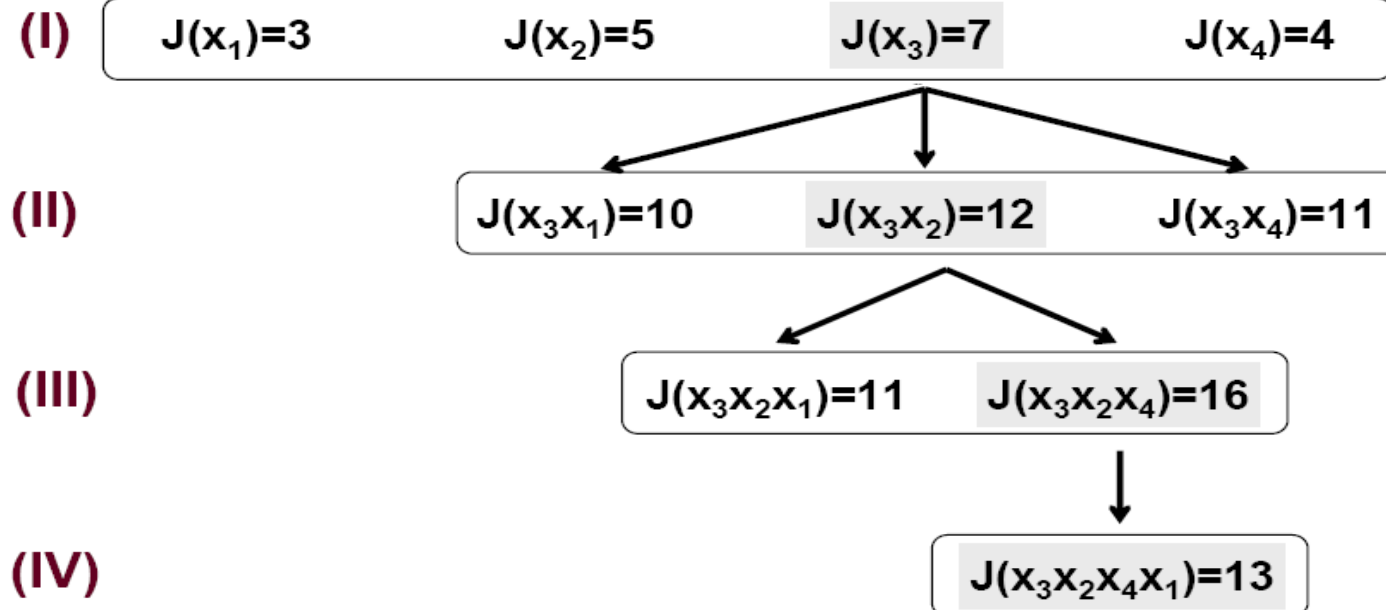 (I) J(x₁)=3 J(x₂)=5 J(x₃)=7 J(x₄)=4
(II) J(x₃x₁)=10 J(x₃x₂)=12 J(x₃x₄)=11
(III) J(x₃x₂x₁)=11 J(x₃x₂x₄)=16
(IV) J(x₃x₂x₄x₁)=13